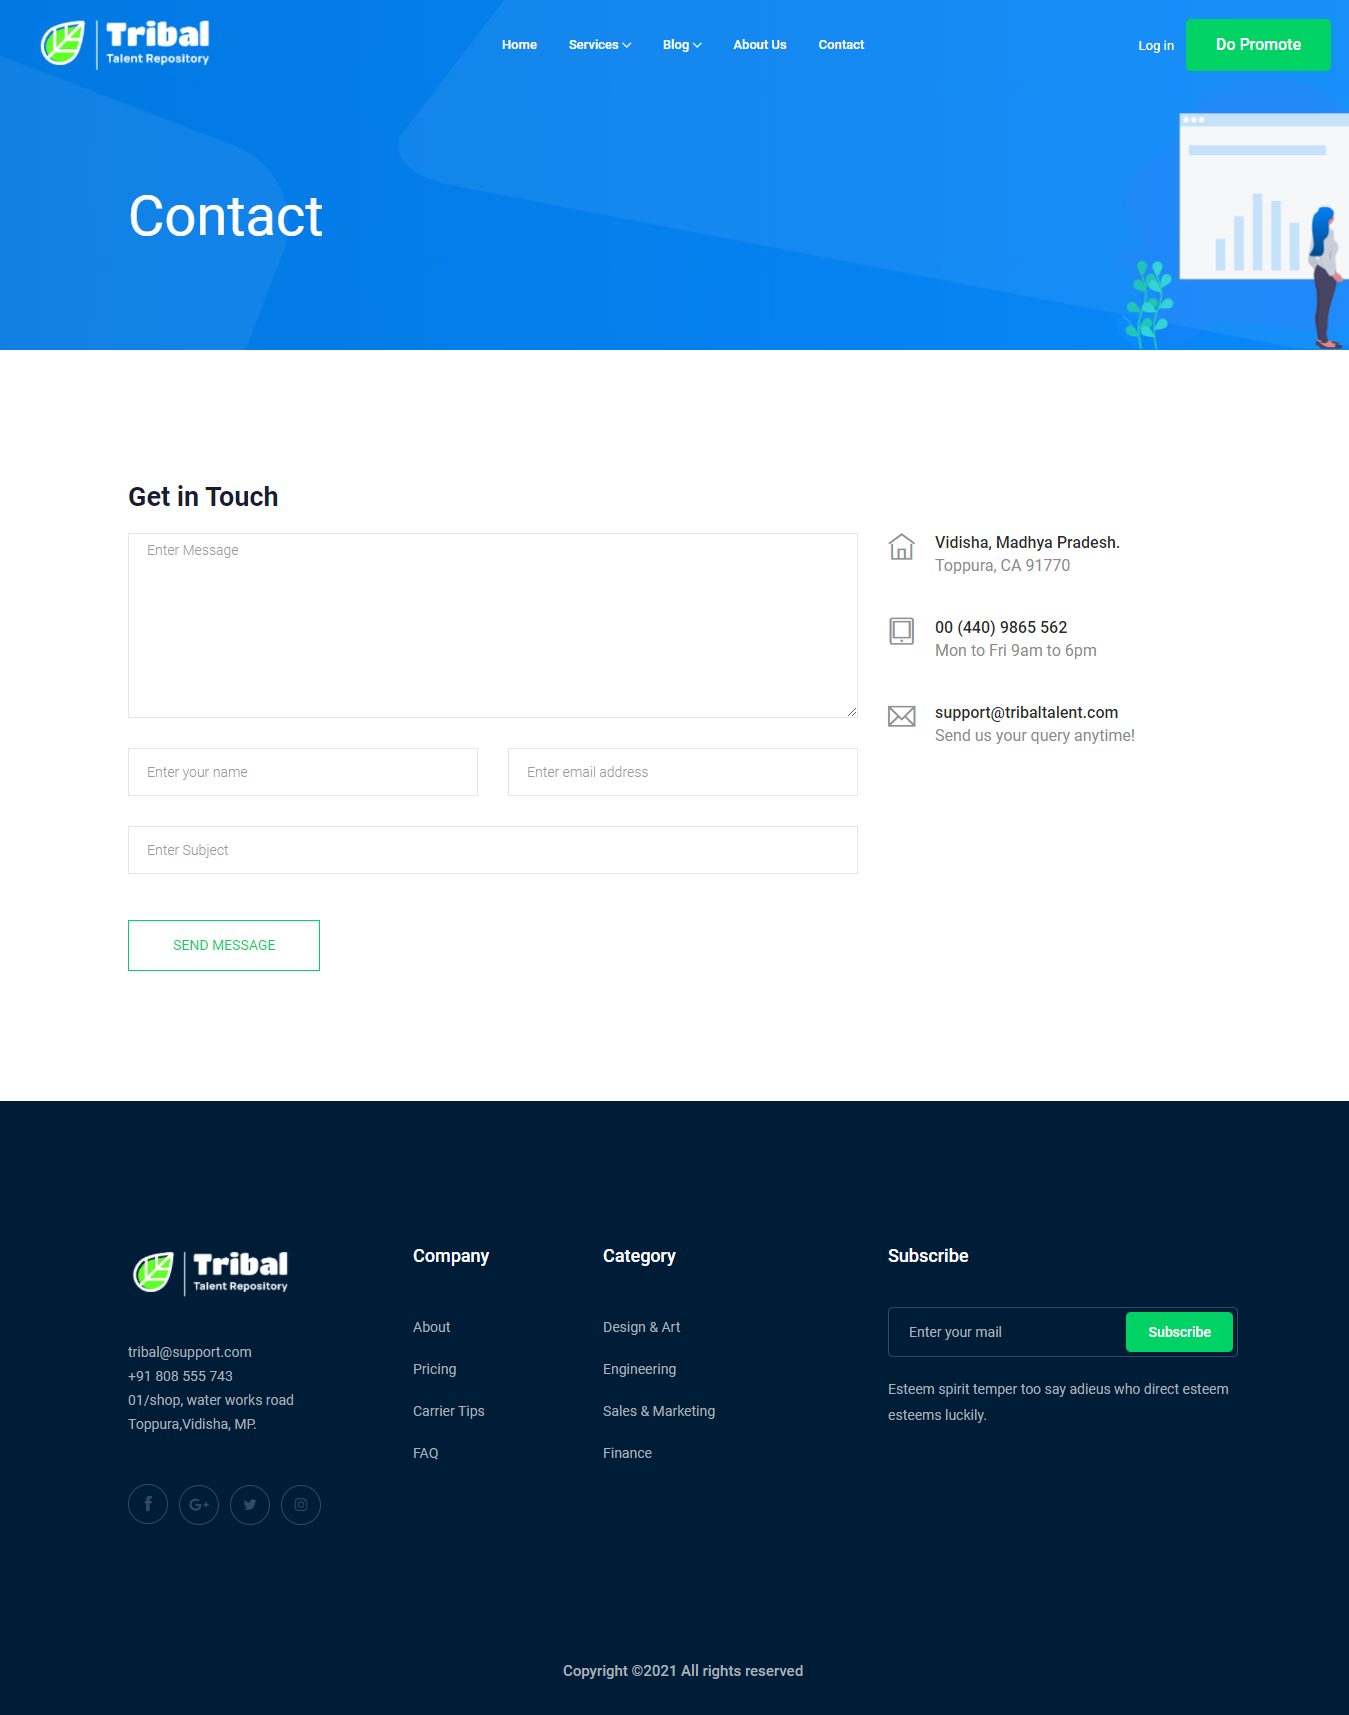 Tribal
Talent Repository
Home
Services
Blog
About Us
Contact
Log in
Do Promote
Contact
Get in Touch
Enter Message
Enter your name
Enter email address
Enter Subject
SEND MESSAGE
Vidisha, Madhya Pradesh.
Toppura, CA 91770
00 (440) 9865 562
Mon to Fri 9am to 6pm
support@tribaltalent.com
Send us your query anytime!
Tribal
Talent Repository
tribal@support.com
+91 808 555 743
01/shop, water works road
Toppura,Vidisha, MP.
Company
About
Pricing
Carrier Tips
FAQ
Category
Design & Art
Engineering
Sales & Marketing
Finance
Subscribe
Enter your mail
Subscribe
Esteem spirit temper too say adieus who direct esteem
esteems luckily.
Copyright ©2021 All rights reserved